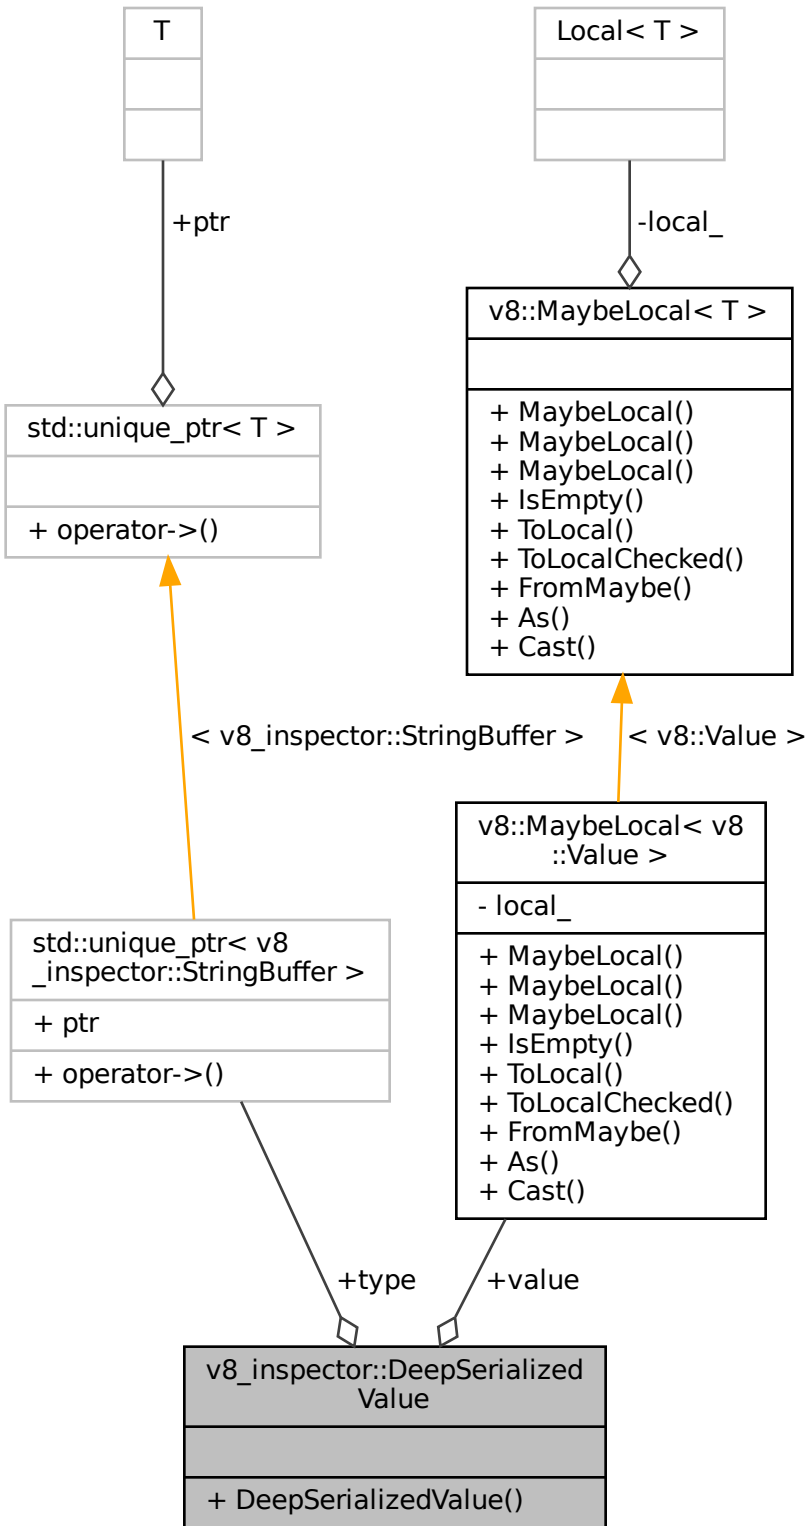 T
Local< T >
+ptr
-local_
v8::MaybeLocal< T >
+ MaybeLocal()
+ MaybeLocal()
+ MaybeLocal()
+ IsEmpty()
+ ToLocal()
+ ToLocalChecked()
+ FromMaybe()
+ As()
+ Cast()
std::unique_ptr< T >
+ operator->()
< v8_inspector::StringBuffer >
< v8::Value >
v8::MaybeLocal< v8
::Value >
- local_
+ MaybeLocal()
+ MaybeLocal()
+ MaybeLocal()
+ IsEmpty()
+ ToLocal()
+ ToLocalChecked()
+ FromMaybe()
+ As()
+ Cast()
std::unique_ptr< v8
_inspector::StringBuffer >
+ ptr
+ operator->()
+type
+value
v8_inspector::DeepSerialized
Value
+ DeepSerializedValue()